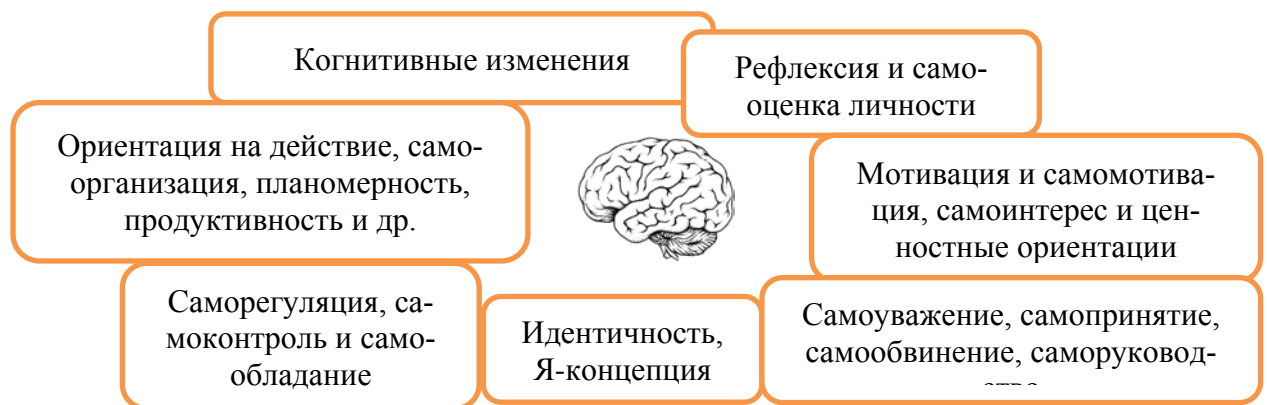 Когнитивные изменения
Рефлексия и само-
оценка личности
Ориентация на действие, само-
организация, планомерность,
продуктивность и др.
Мотивация и самомотива-
ция, самоинтерес и цен-
ностные ориентации
Саморегуляция, са-
моконтроль и само-
обладание
Идентичность,
Я-концепция
Самоуважение, самопринятие,
самообвинение, саморуковод-